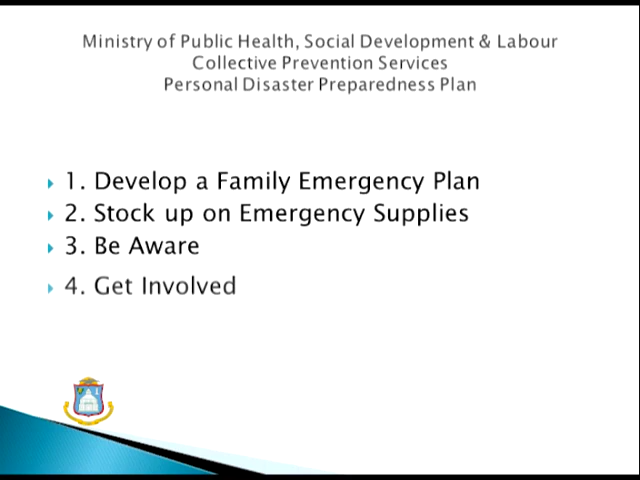 Ministry of Public Health, Social Development & Labour
Collective Prevention Services
Personal Disaster Preparedness Plan
1. Develop a Family Emergency Plan
2. Stock up on Emergency Supplies
3. Be Aware
4. Get Involved